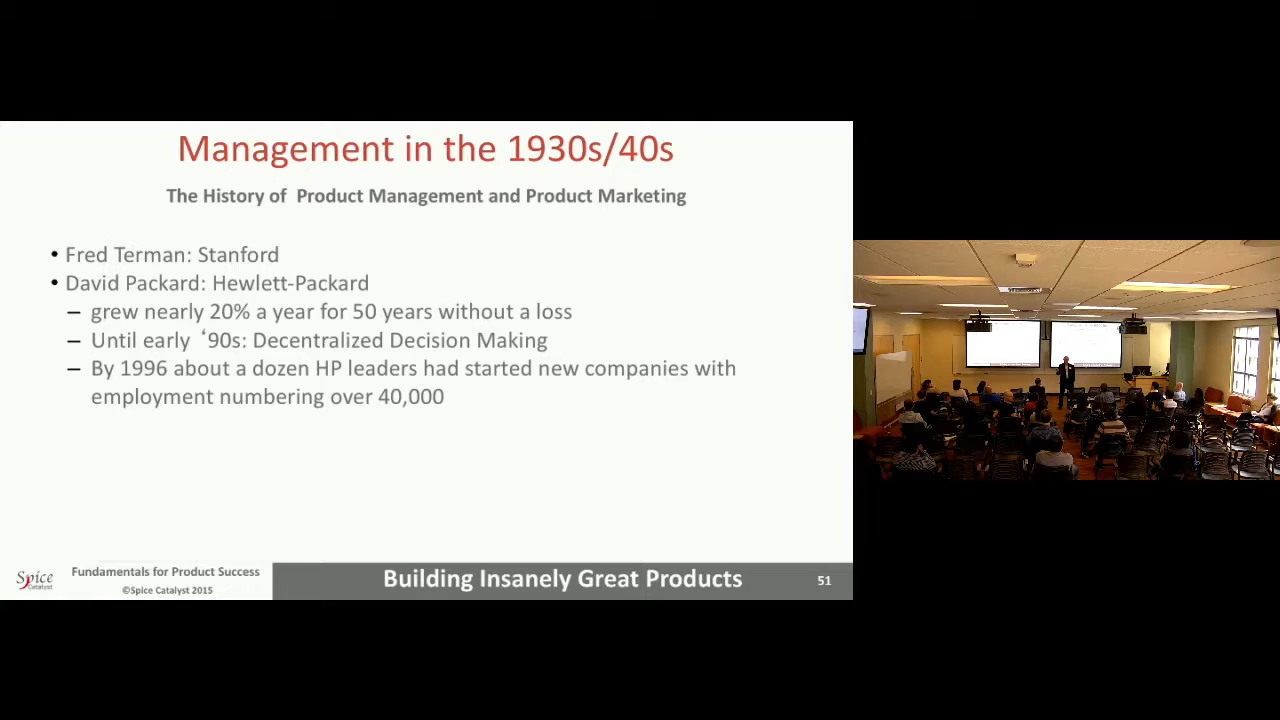 Management in the 1930s/40s
The History of  Product Management and Product Marketing
• Fred Terman: Stanford
• David Packard: Hewlett-Packard
– grew nearly 20% a year for 50 years without a loss
– Until early ‘90s: Decentralized Decision Making
– By 1996 about a dozen HP leaders had started new companies with
employment numbering over 40,000
Spice
Catalyst
Fundamentals for Product Success
©Spice Catalyst 2015
Building Insanely Great Products
51